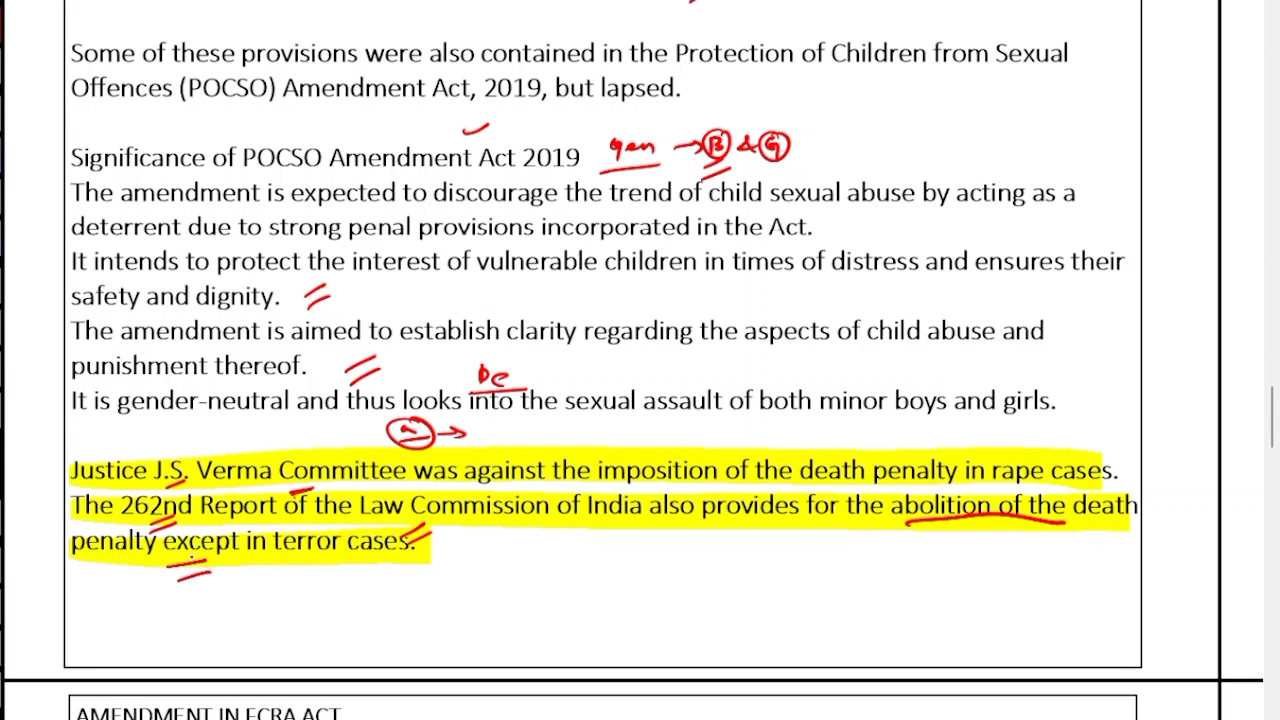 Some of these provisions were also contained in the Protection of Children from Sexual
Offences (POCSO) Amendment Act, 2019, but lapsed.
Significance of POCSO Amendment Act 2019 gen → B & G
The amendment is expected to discourage the trend of child sexual abuse by acting as a
deterrent due to strong penal provisions incorporated in the Act.
It intends to protect the interest of vulnerable children in times of distress and ensures their
safety and dignity.
The amendment is aimed to establish clarity regarding the aspects of child abuse and
punishment thereof.
It is gender-neutral and thus looks into the sexual assault of both minor boys and girls.
Justice J.S. Verma Committee was against the imposition of the death penalty in rape cases.
The 262nd Report of the Law Commission of India also provides for the abolition of the death
penalty except in terror cases.